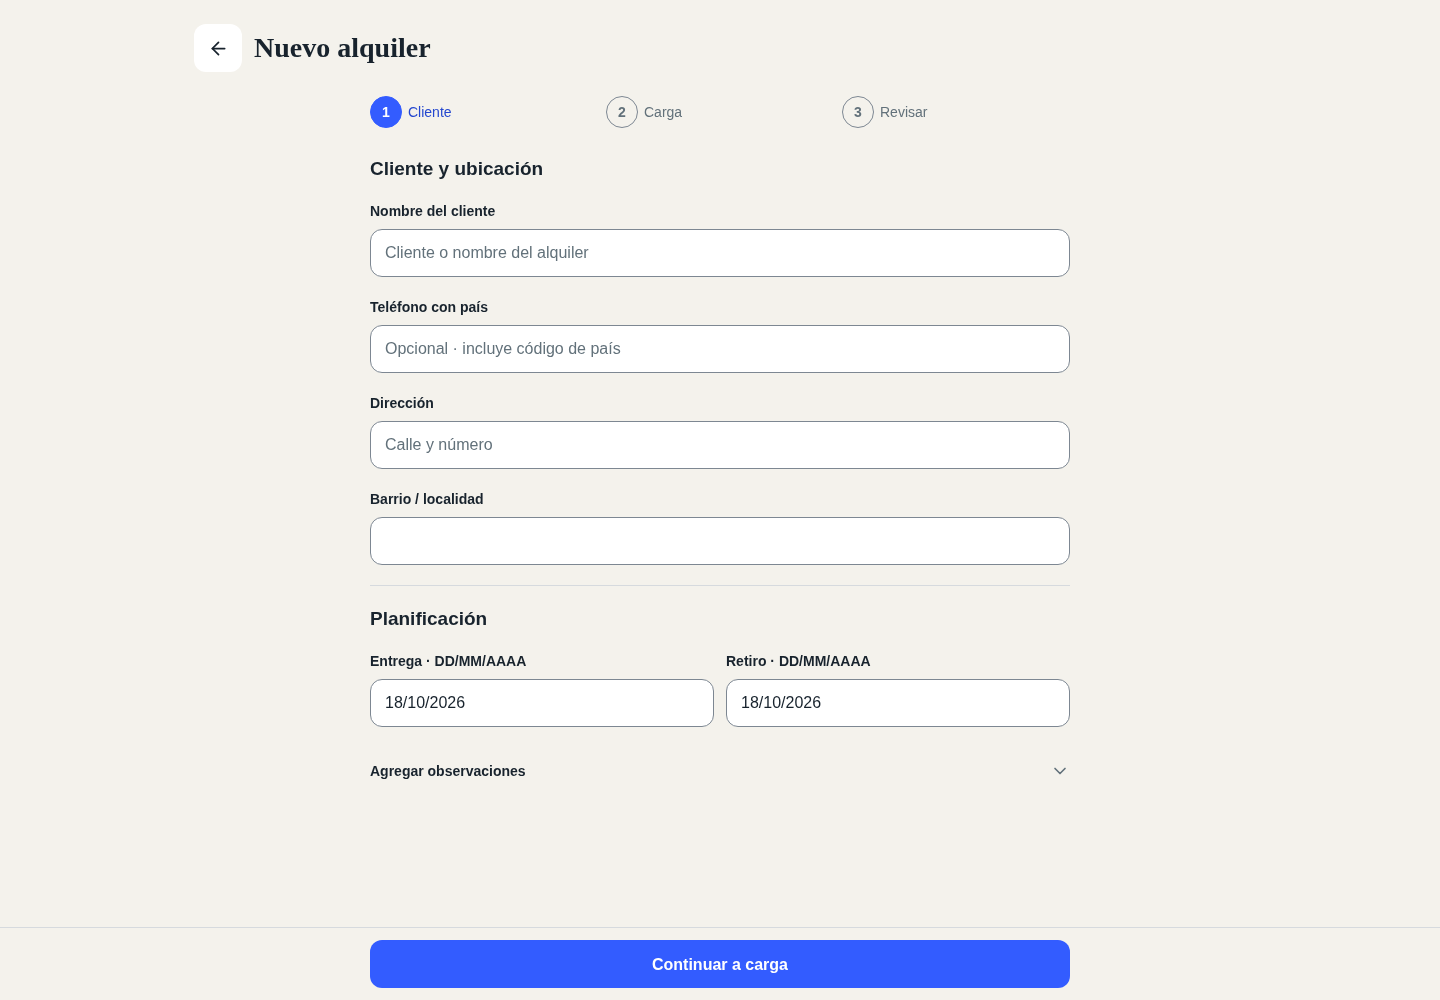 Nuevo alquiler
1 Cliente
2 Carga
3 Revisar
Cliente y ubicación
Nombre del cliente
Cliente o nombre del alquiler
Teléfono con país
Opcional · incluye código de país
Dirección
Calle y número
Barrio / localidad
Planificación
Entrega · DD/MM/AAAA
Retiro · DD/MM/AAAA
18/10/2026
18/10/2026
Agregar observaciones
Continuar a carga